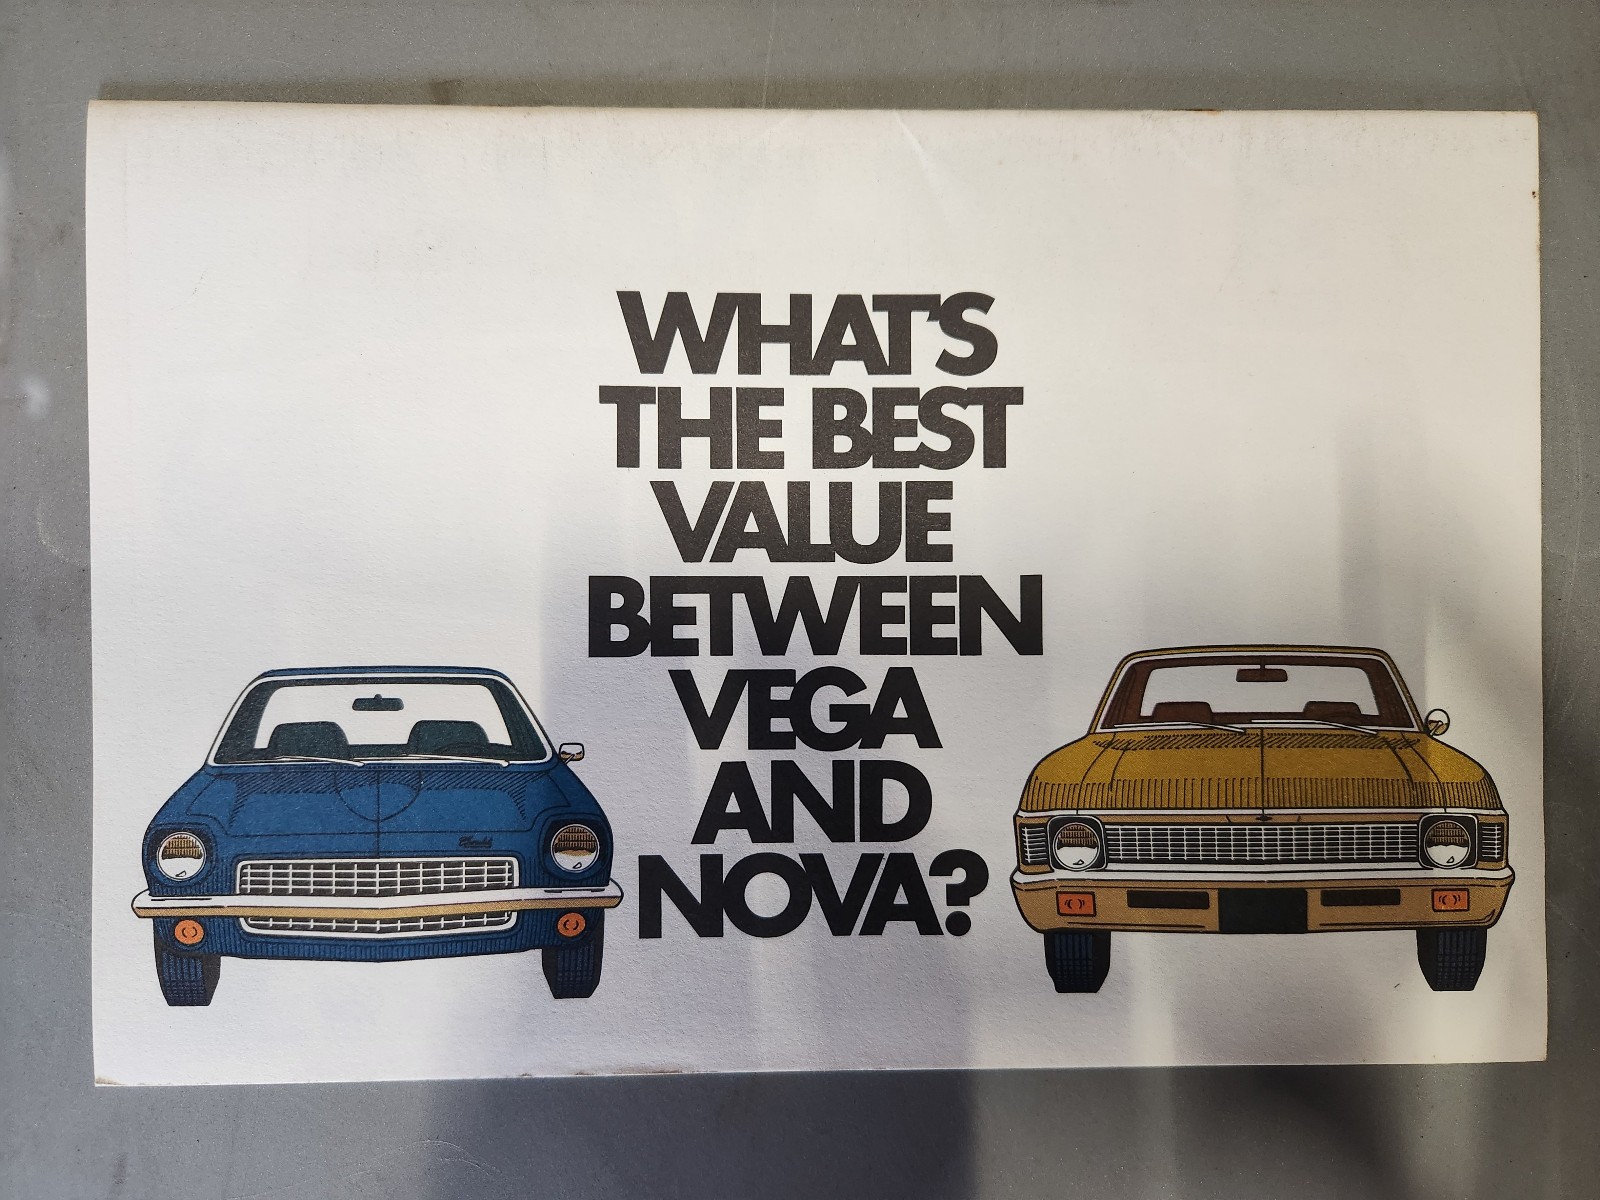 WHAT'S
THE BEST
VALUE
BETWEEN
VEGA
AND
NOVA?